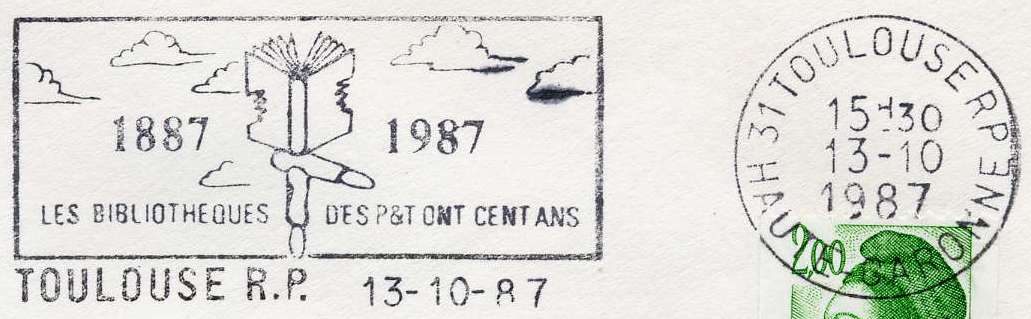 1887 1987
LES BIBLIOTHEQUES DES P&T ONT CENT ANS
TOULOUSE R.P. 13-10-87
31 TOULOUSE RP
15H30
13-10
1987
HAUTE-GARONNE
2,00